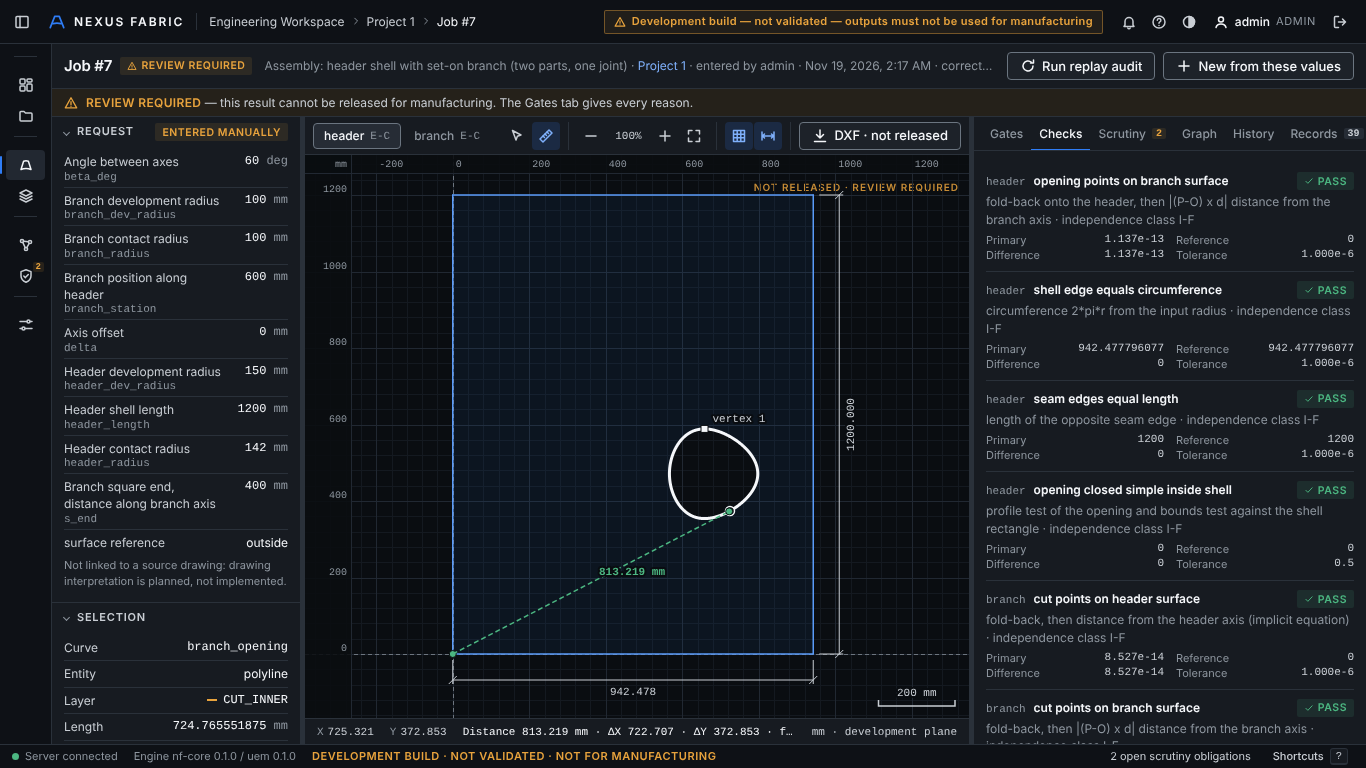 NEXUS FABRIC
Engineering Workspace › Project 1 › Job #7
Development build — not validated — outputs must not be used for manufacturing
admin ADMIN
Job #7
REVIEW REQUIRED
Assembly: header shell with set-on branch (two parts, one joint) · Project 1 · entered by admin · Nov 19, 2026, 2:17 AM · correct…
Run replay audit
New from these values
REVIEW REQUIRED — this result cannot be released for manufacturing. The Gates tab gives every reason.
REQUEST
ENTERED MANUALLY
Angle between axes 60 deg
beta_deg
Branch development radius 100 mm
branch_dev_radius
Branch contact radius 100 mm
branch_radius
Branch position along 600 mm
header
branch_station
Axis offset 0 mm
delta
Header development radius 150 mm
header_dev_radius
Header shell length 1200 mm
header_length
Header contact radius 142 mm
header_radius
Branch square end, 400 mm
distance along branch axis
s_end
surface reference outside
Not linked to a source drawing: drawing
interpretation is planned, not implemented.
SELECTION
Curve branch_opening
Entity polyline
Layer CUT_INNER
Length 724.765551875 mm
header E-C
branch E-C
100%
DXF · not released
mm -200 0 200 400 600 800 1000 1200
NOT RELEASED · REVIEW REQUIRED
1200
1000
800
600
400
200
0
vertex 1
1200.000
813.219 mm
942.478
200 mm
X 725.321 Y 372.853 Distance 813.219 mm · ΔX 722.707 · ΔY 372.853 · f… mm · development plane
Gates Checks Scrutiny 2 Graph History Records 39
header opening points on branch surface PASS
fold-back onto the header, then |(P-O) x d| distance from the
branch axis · independence class I-F
Primary 1.137e-13 Reference 0
Difference 1.137e-13 Tolerance 1.000e-6
header shell edge equals circumference PASS
circumference 2*pi*r from the input radius · independence class
I-F
Primary 942.477796077 Reference 942.477796077
Difference 0 Tolerance 1.000e-6
header seam edges equal length PASS
length of the opposite seam edge · independence class I-F
Primary 1200 Reference 1200
Difference 0 Tolerance 1.000e-6
header opening closed simple inside shell PASS
profile test of the opening and bounds test against the shell
rectangle · independence class I-F
Primary 0 Reference 0
Difference 0 Tolerance 0.5
branch cut points on header surface PASS
fold-back, then distance from the header axis (implicit equation)
· independence class I-F
Primary 8.527e-14 Reference 0
Difference 8.527e-14 Tolerance 1.000e-6
branch cut points on branch surface PASS
fold-back, then |(P-O) x d| distance from the branch axis ·
independence class I-F
2
Server connected
Engine nf-core 0.1.0 / uem 0.1.0
DEVELOPMENT BUILD · NOT VALIDATED · NOT FOR MANUFACTURING
2 open scrutiny obligations
Shortcuts ?